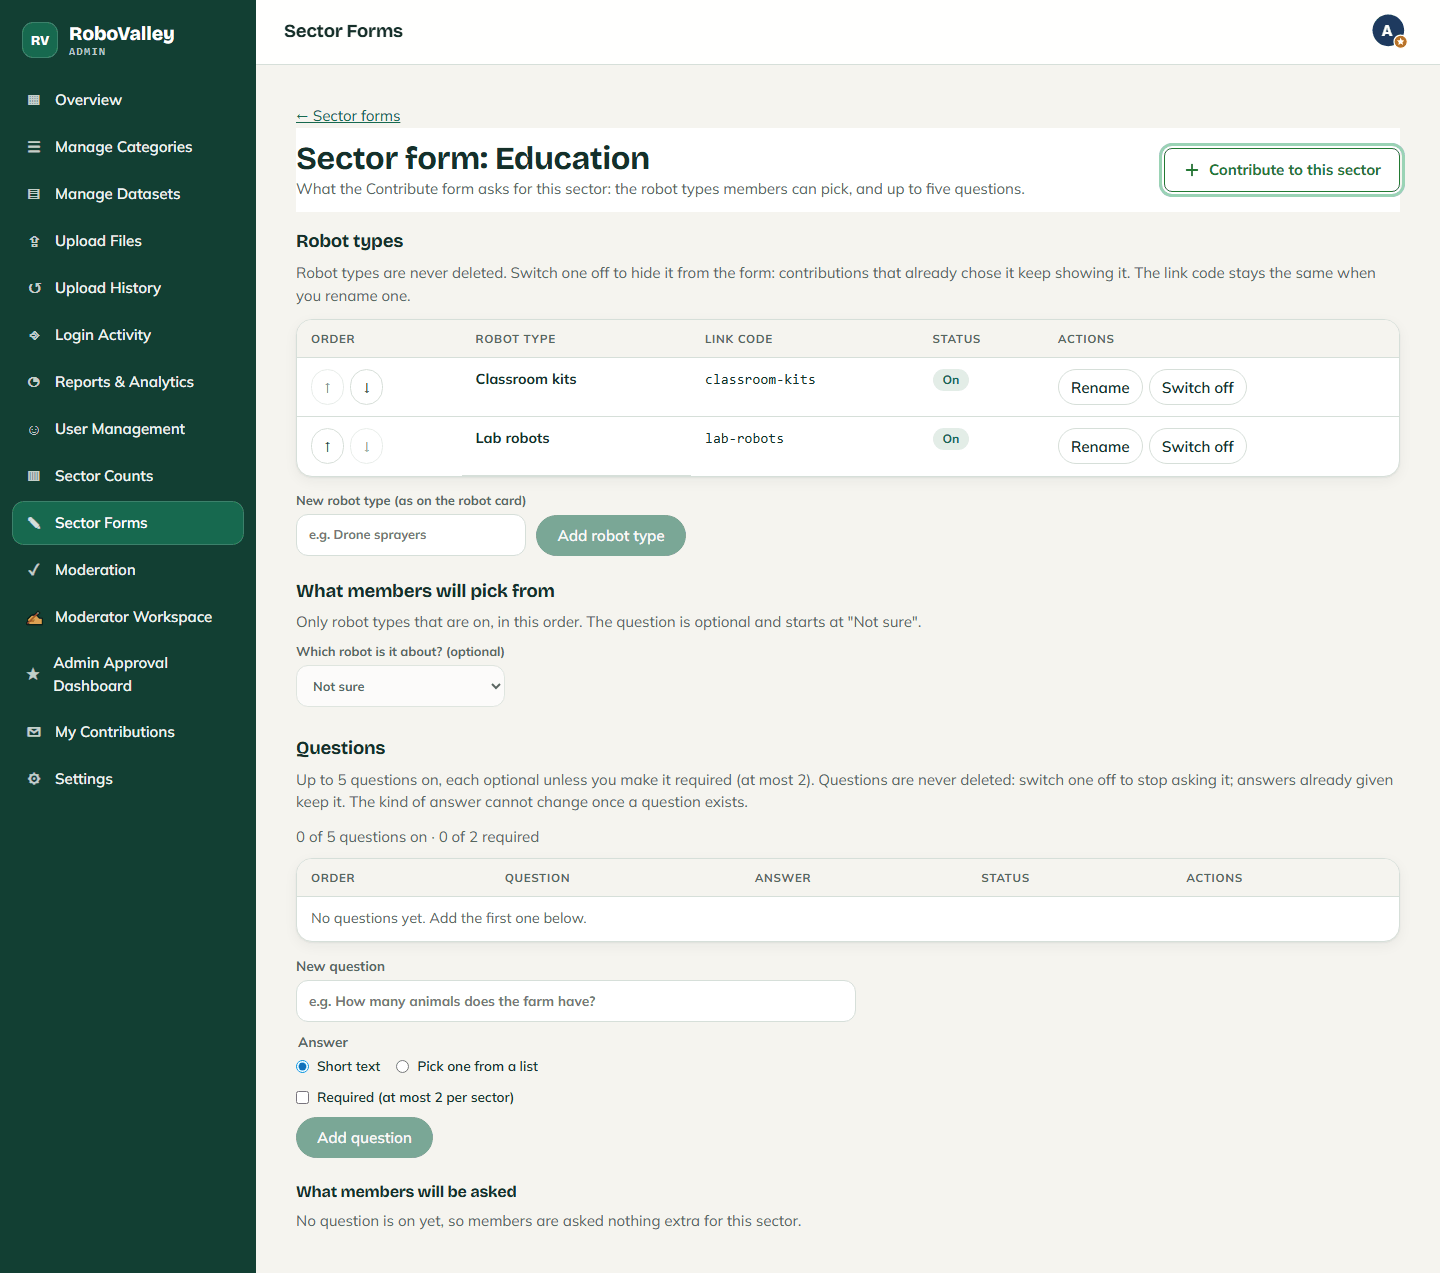 RV
RoboValley
ADMIN
Overview
Manage Categories
Manage Datasets
Upload Files
Upload History
Login Activity
Reports & Analytics
User Management
Sector Counts
Sector Forms
Moderation
Moderator Workspace
Admin Approval
Dashboard
My Contributions
Settings
Sector Forms
A
← Sector forms
Sector form: Education
What the Contribute form asks for this sector: the robot types members can pick, and up to five questions.
+ Contribute to this sector
Robot types
Robot types are never deleted. Switch one off to hide it from the form: contributions that already chose it keep showing it. The link code stays the same when
you rename one.
ORDER ROBOT TYPE LINK CODE STATUS ACTIONS
↑ ↓ Classroom kits classroom-kits On Rename Switch off
↑ ↓ Lab robots lab-robots On Rename Switch off
New robot type (as on the robot card)
e.g. Drone sprayers Add robot type
What members will pick from
Only robot types that are on, in this order. The question is optional and starts at "Not sure".
Which robot is it about? (optional)
Not sure
Questions
Up to 5 questions on, each optional unless you make it required (at most 2). Questions are never deleted: switch one off to stop asking it; answers already given
keep it. The kind of answer cannot change once a question exists.
0 of 5 questions on · 0 of 2 required
ORDER QUESTION ANSWER STATUS ACTIONS
No questions yet. Add the first one below.
New question
e.g. How many animals does the farm have?
Answer
Short text Pick one from a list
Required (at most 2 per sector)
Add question
What members will be asked
No question is on yet, so members are asked nothing extra for this sector.